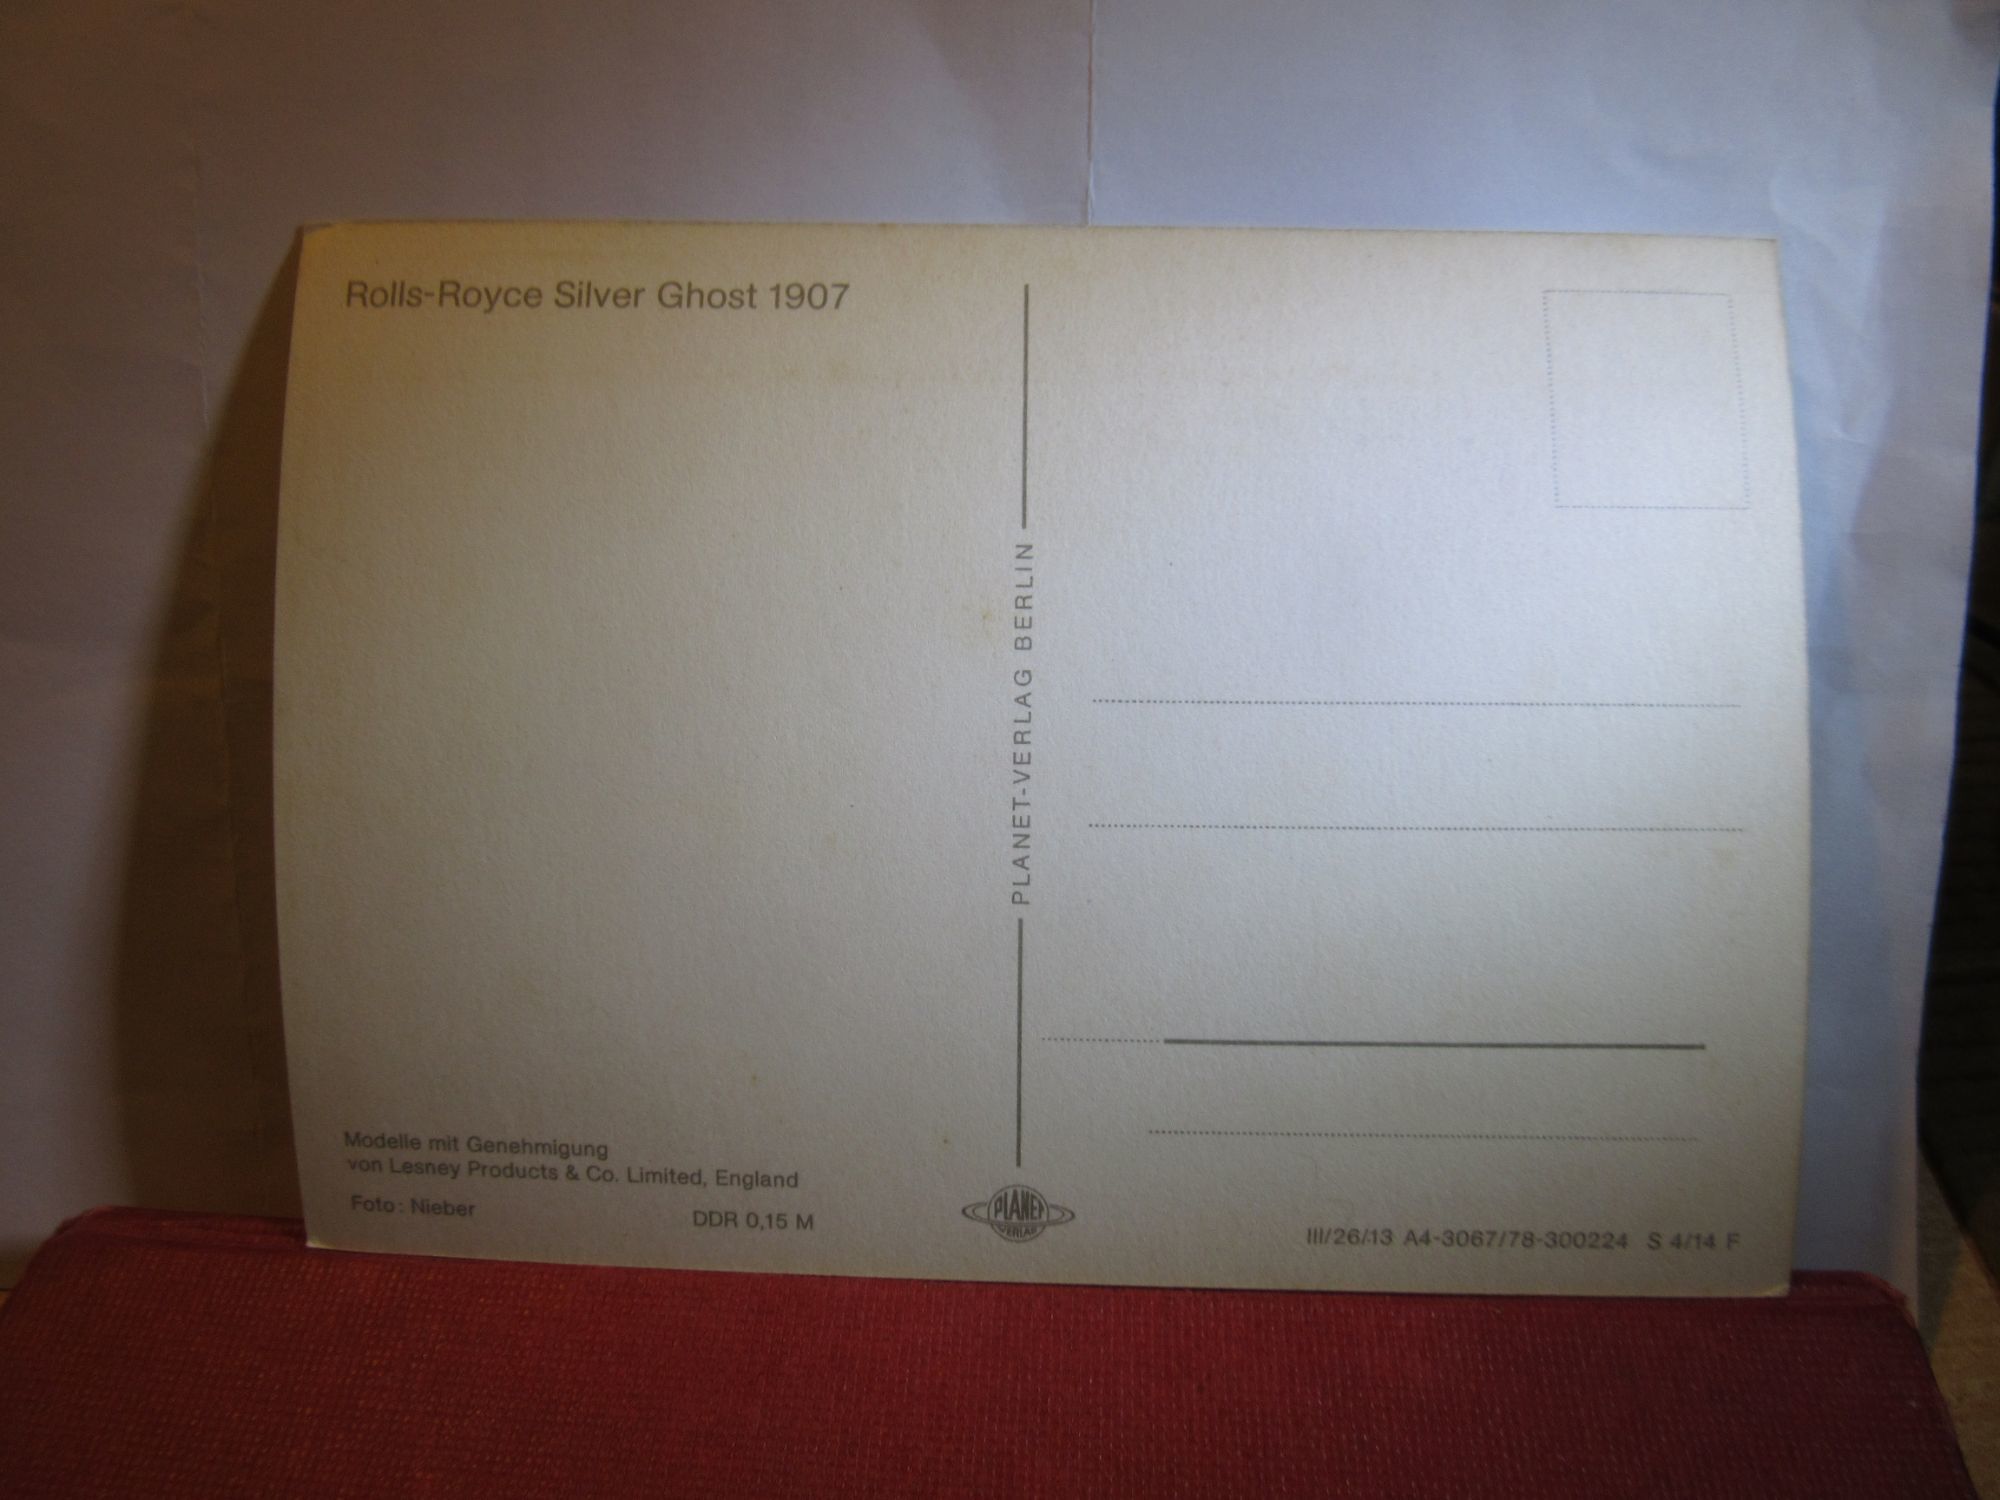 Rolls-Royce Silver Ghost 1907
PLANET-VERLAG BERLIN
Modelle mit Genehmigung
von Lesney Products & Co. Limited, England
Foto: Nieber
DDR 0,15 M
PLANET
VERLAG
III/26/13 A4-3067/78-300224 S 4/14 F